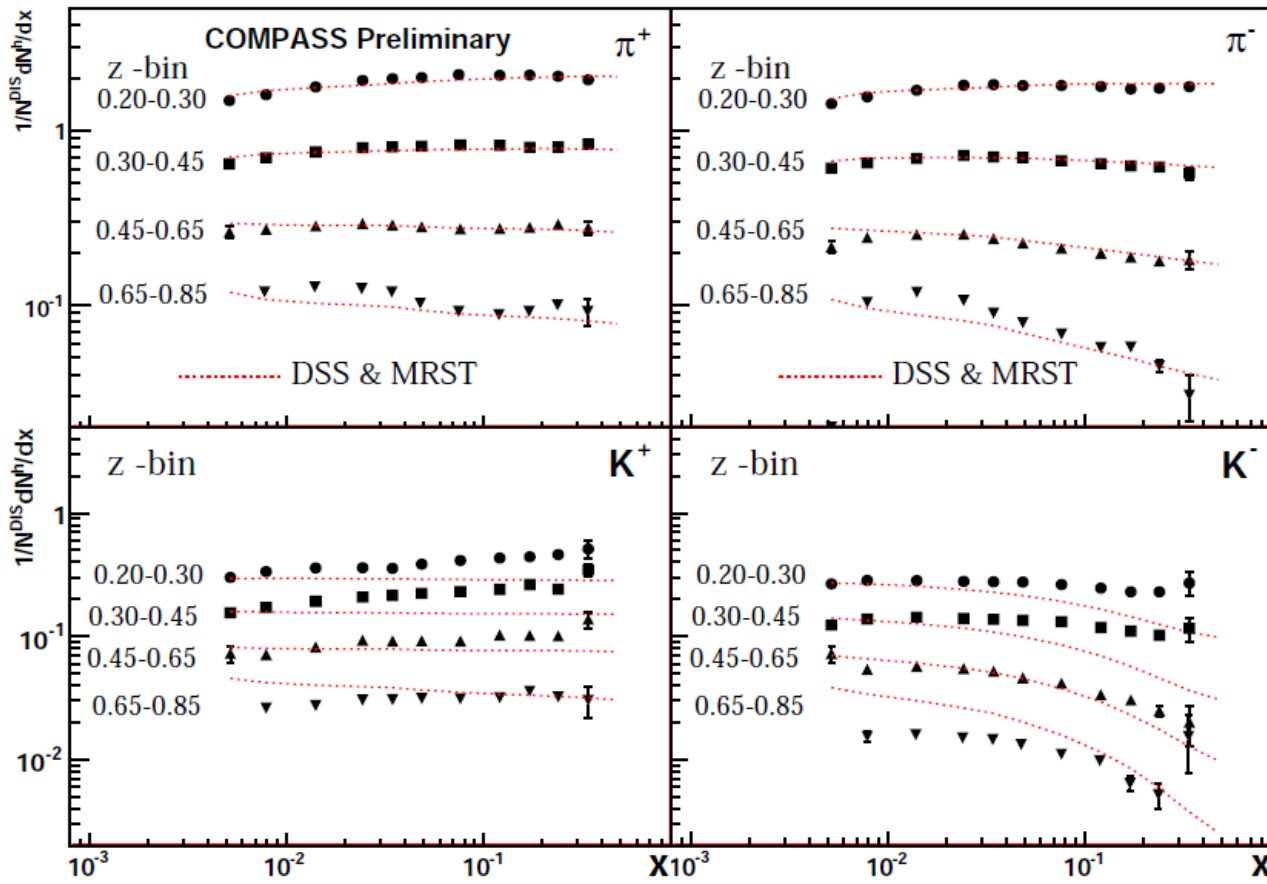 COMPASS Preliminary
π+
z -bin
0.20-0.30
0.30-0.45
0.45-0.65
0.65-0.85
DSS & MRST
1/N^DIS dN^h/dx
1
10^-1
π-
z -bin
0.20-0.30
0.30-0.45
0.45-0.65
0.65-0.85
DSS & MRST
K+
z -bin
0.20-0.30
0.30-0.45
0.45-0.65
0.65-0.85
1/N^DIS dN^h/dx
1
10^-1
10^-2
10^-3
10^-2
10^-1
X
K-
z -bin
0.20-0.30
0.30-0.45
0.45-0.65
0.65-0.85
10^-3
10^-2
10^-1
X